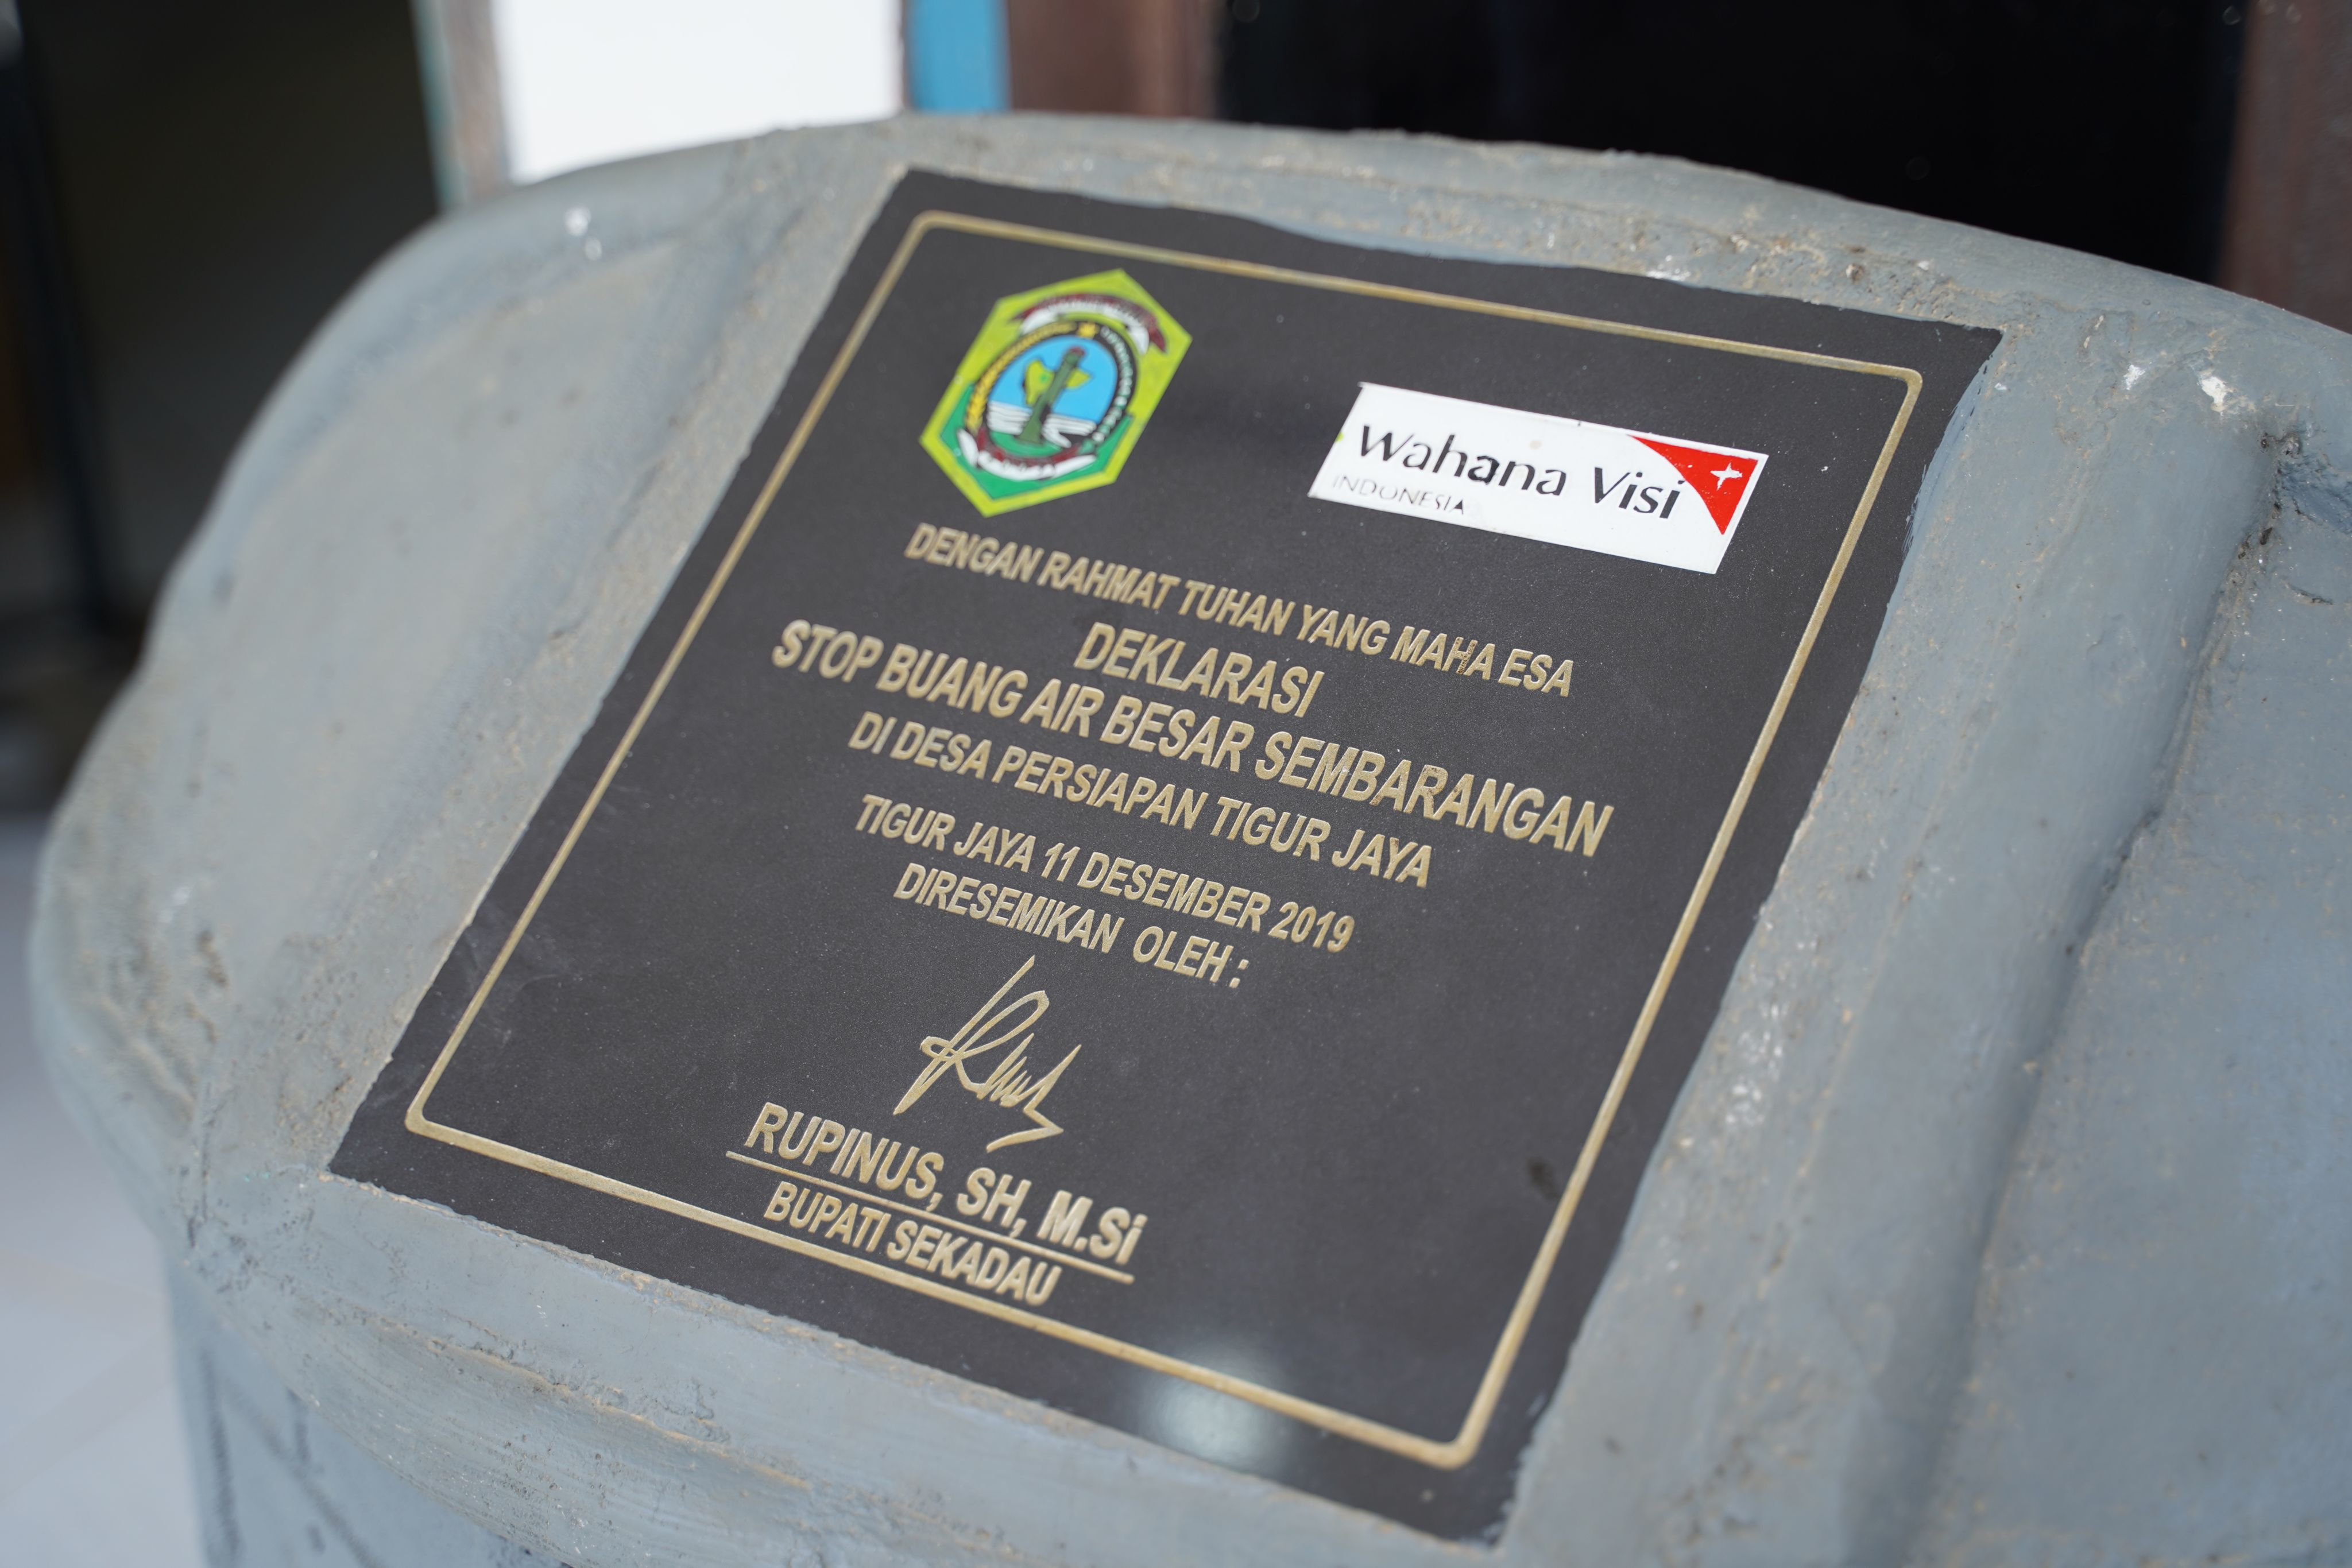 Wahana Visi
INDONESIA
DENGAN RAHMAT TUHAN YANG MAHA ESA
DEKLARASI
STOP BUANG AIR BESAR SEMBARANGAN
DI DESA PERSIAPAN TIGUR JAYA
TIGUR JAYA 11 DESEMBER 2019
DIRESEMIKAN OLEH :
RUPINUS, SH, M.Si
BUPATI SEKADAU